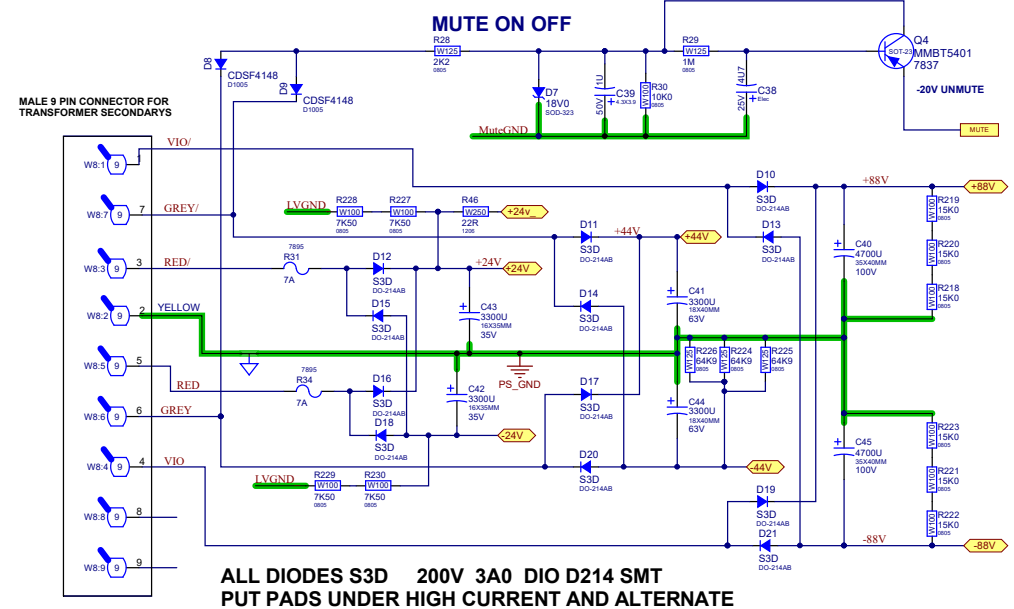 MUTE ON OFF
R28
W125
2K2
0805
R29
W125
1M
0805
Q4
SOT-23
MMBT5401
7837
-20V UNMUTE
MUTE
D8
CDSF4148
D1005
D9
CDSF4148
D1005
D7
18V0
SOD-323
1U
50V
C39
4.3X3.9
R30
W100
10K0
0805
4U7
25V
C38
Elec
MuteGND
MALE 9 PIN CONNECTOR FOR
TRANSFORMER SECONDARYS
W8:1
9
1
VIO/
W8:7
9
7
GREY/
W8:3
9
3
RED/
W8:2
9
2
YELLOW
W8:5
9
5
RED
W8:6
9
6
GREY
W8:4
9
4
VIO
W8:8
9
8
W8:9
9
9
LVGND
R228
W100
7K50
0805
R227
W100
7K50
0805
R46
W250
22R
1206
+24v_
7895
R31
7A
D12
S3D
DO-214AB
+24V
+24V
D15
S3D
DO-214AB
C43
3300U
16X35MM
35V
7895
R34
7A
D16
S3D
DO-214AB
D18
S3D
DO-214AB
C42
3300U
16X35MM
35V
-24V
PS_GND
LVGND
R229
W100
7K50
0805
R230
W100
7K50
0805
D11
S3D
DO-214AB
+44V
+44V
D14
S3D
DO-214AB
C41
3300U
18X40MM
63V
W125
R226
64K9
0805
W125
R224
64K9
0805
W125
R225
64K9
0805
D17
S3D
DO-214AB
C44
3300U
18X40MM
63V
D20
S3D
DO-214AB
-44V
D10
S3D
DO-214AB
+88V
+88V
D13
S3D
DO-214AB
C40
4700U
35X40MM
100V
W100
R219
15K0
0805
W100
R220
15K0
0805
W100
R218
15K0
0805
C45
4700U
35X40MM
100V
W100
R223
15K0
0805
W100
R221
15K0
0805
W100
R222
15K0
0805
D19
S3D
DO-214AB
D21
S3D
DO-214AB
-88V
-88V
ALL DIODES S3D 200V 3A0 DIO D214 SMT
PUT PADS UNDER HIGH CURRENT AND ALTERNATE